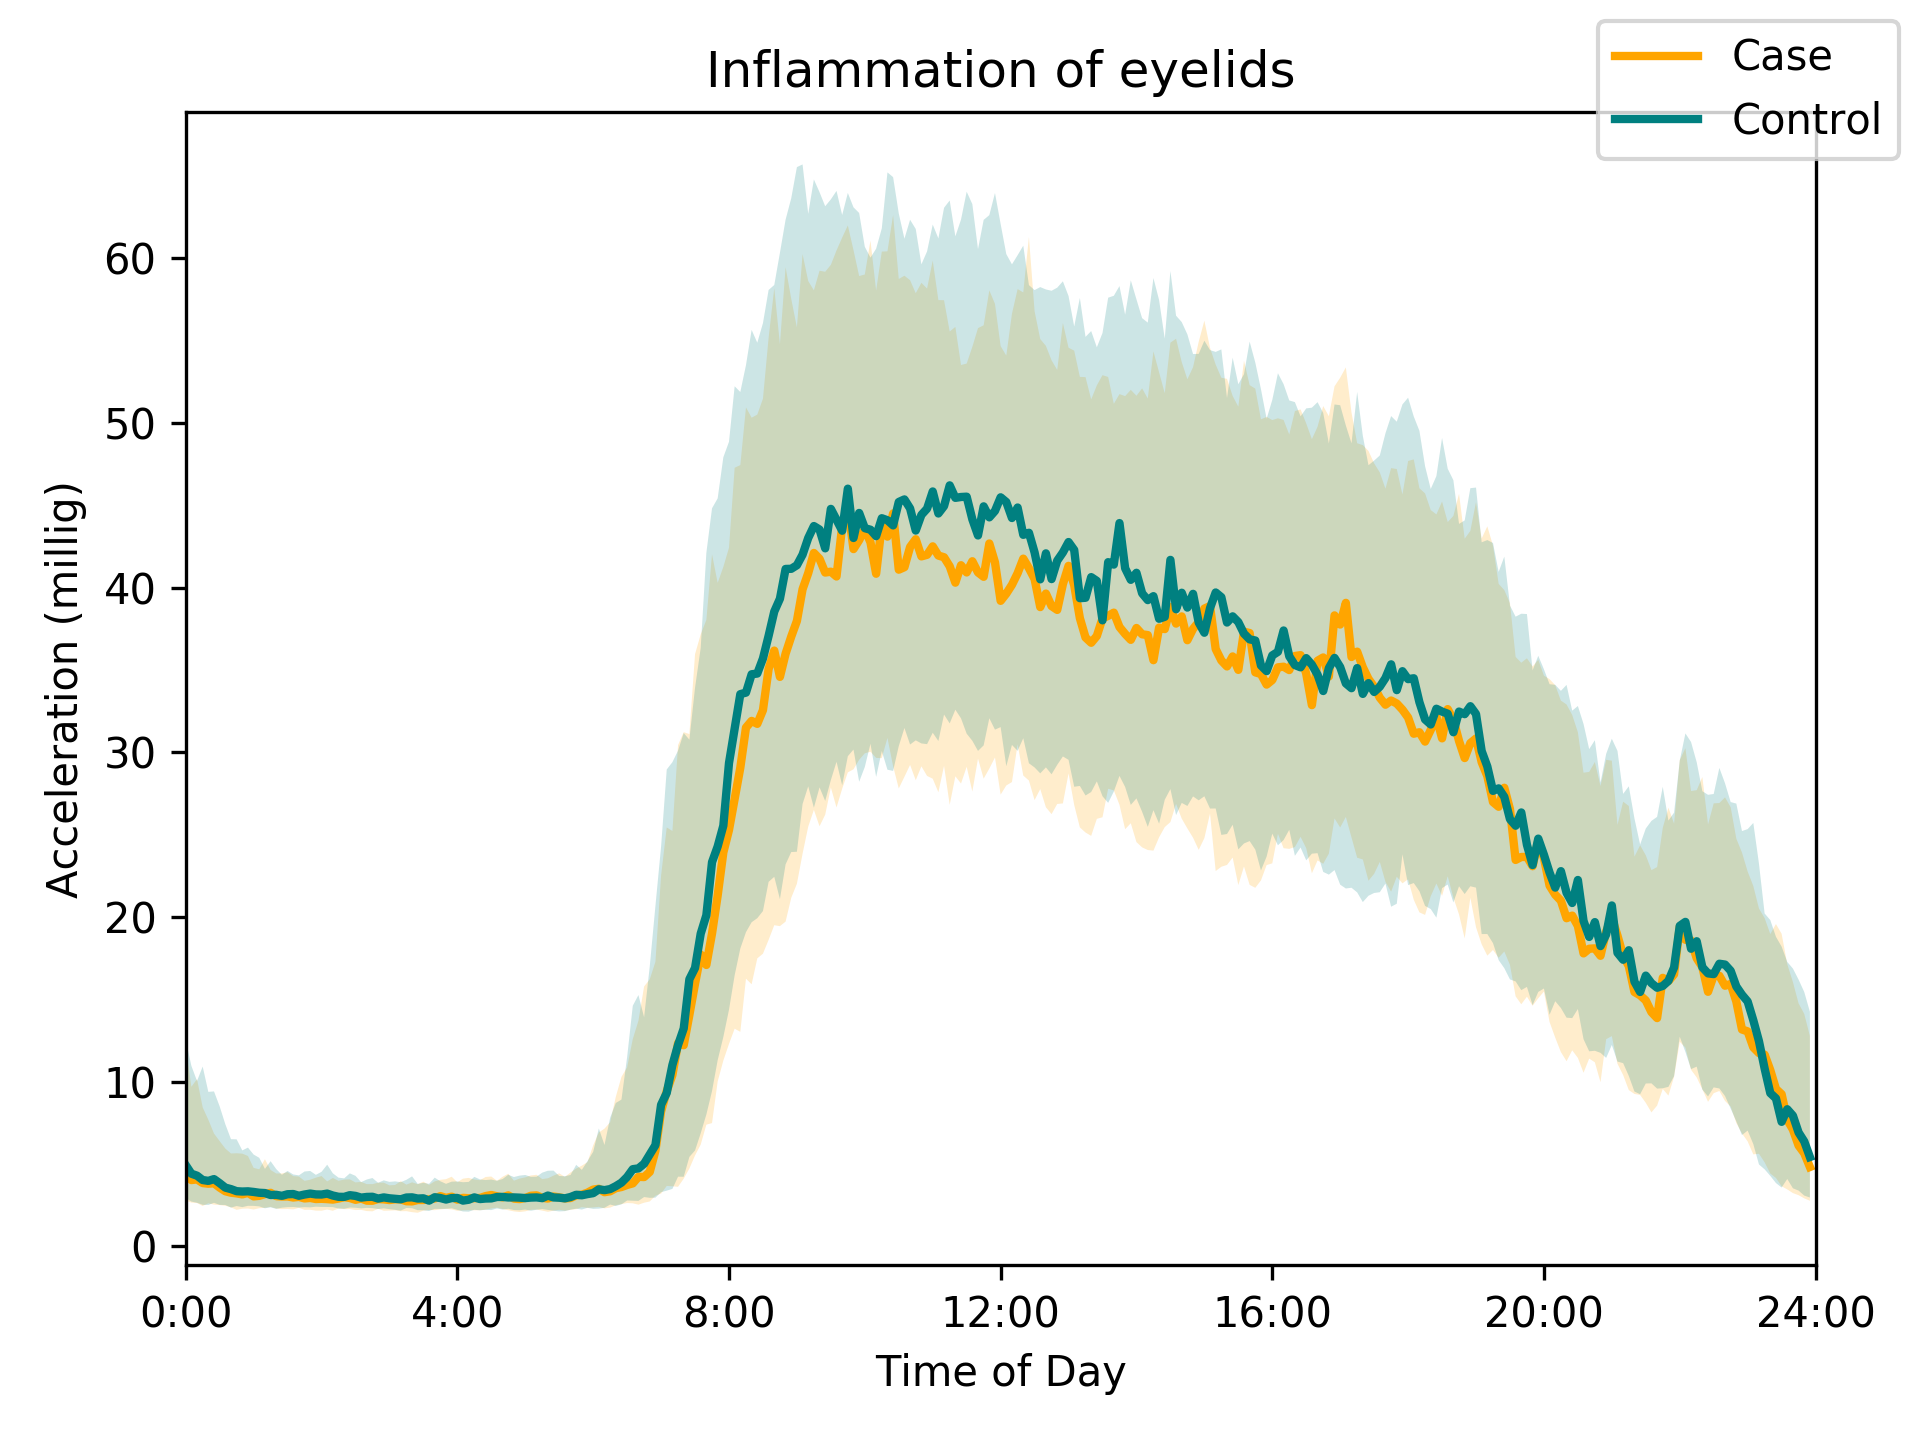 Inflammation of eyelids
Case
Control
Acceleration (millig)
60
50
40
30
20
10
0
0:00 4:00 8:00 12:00 16:00 20:00 24:00
Time of Day